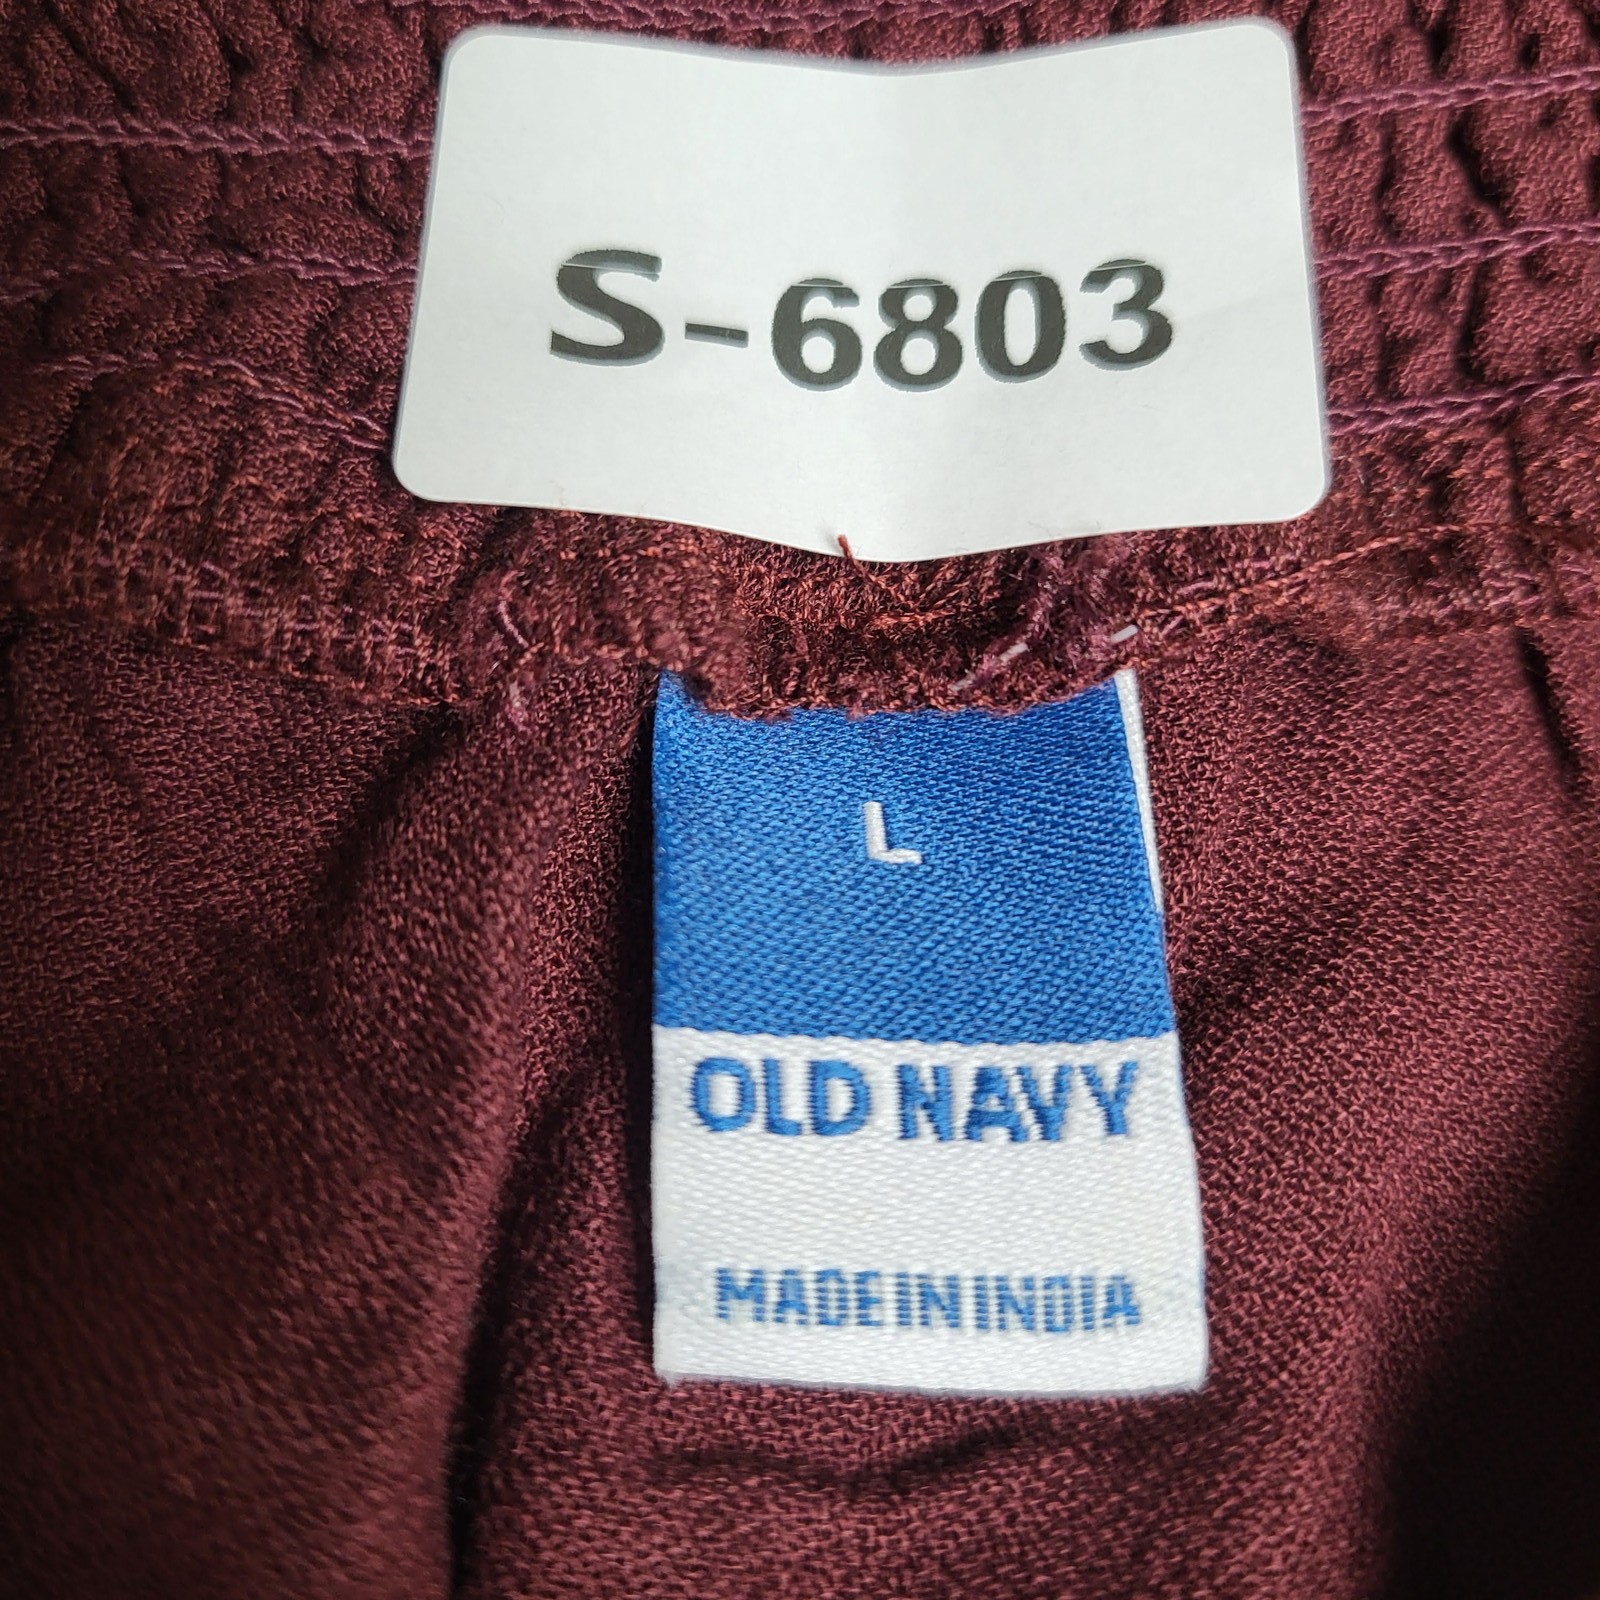 S-6803
L
OLD NAVY
MADE IN INDIA